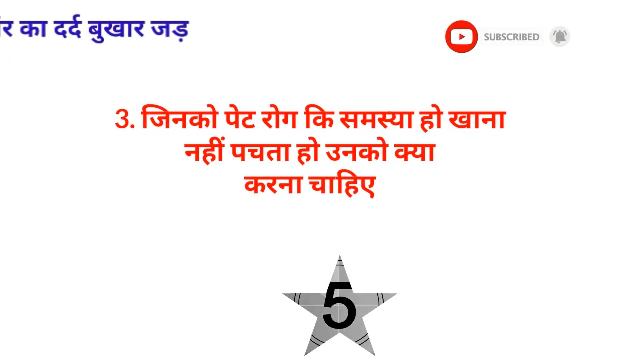 का दर्द बुखार जड़
SUBSCRIBED
3. जिनको पेट रोग कि समस्या हो खाना
नहीं पचता हो उनको क्या
करना चाहिए
5